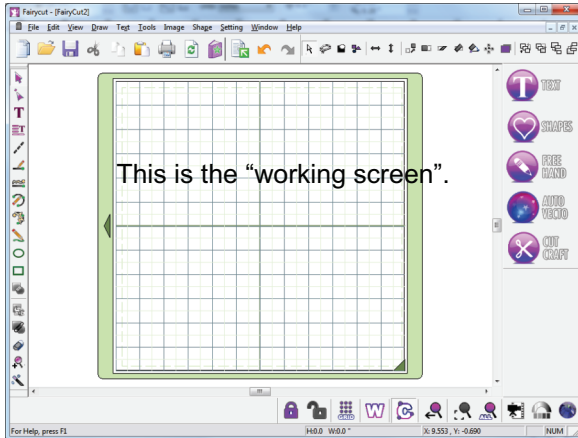 Fairycut - [FairyCut2]
File Edit View Draw Text Tools Image Shape Setting Window Help
T TEXT
SHAPES
T
T
FREE HAND
This is the “working screen”.
AUTO VECTO
CUT CRAFT
GRID W
For Help, press F1 H:0.0 W:0.0 ° X: 9.553 , Y: -0.690 NUM